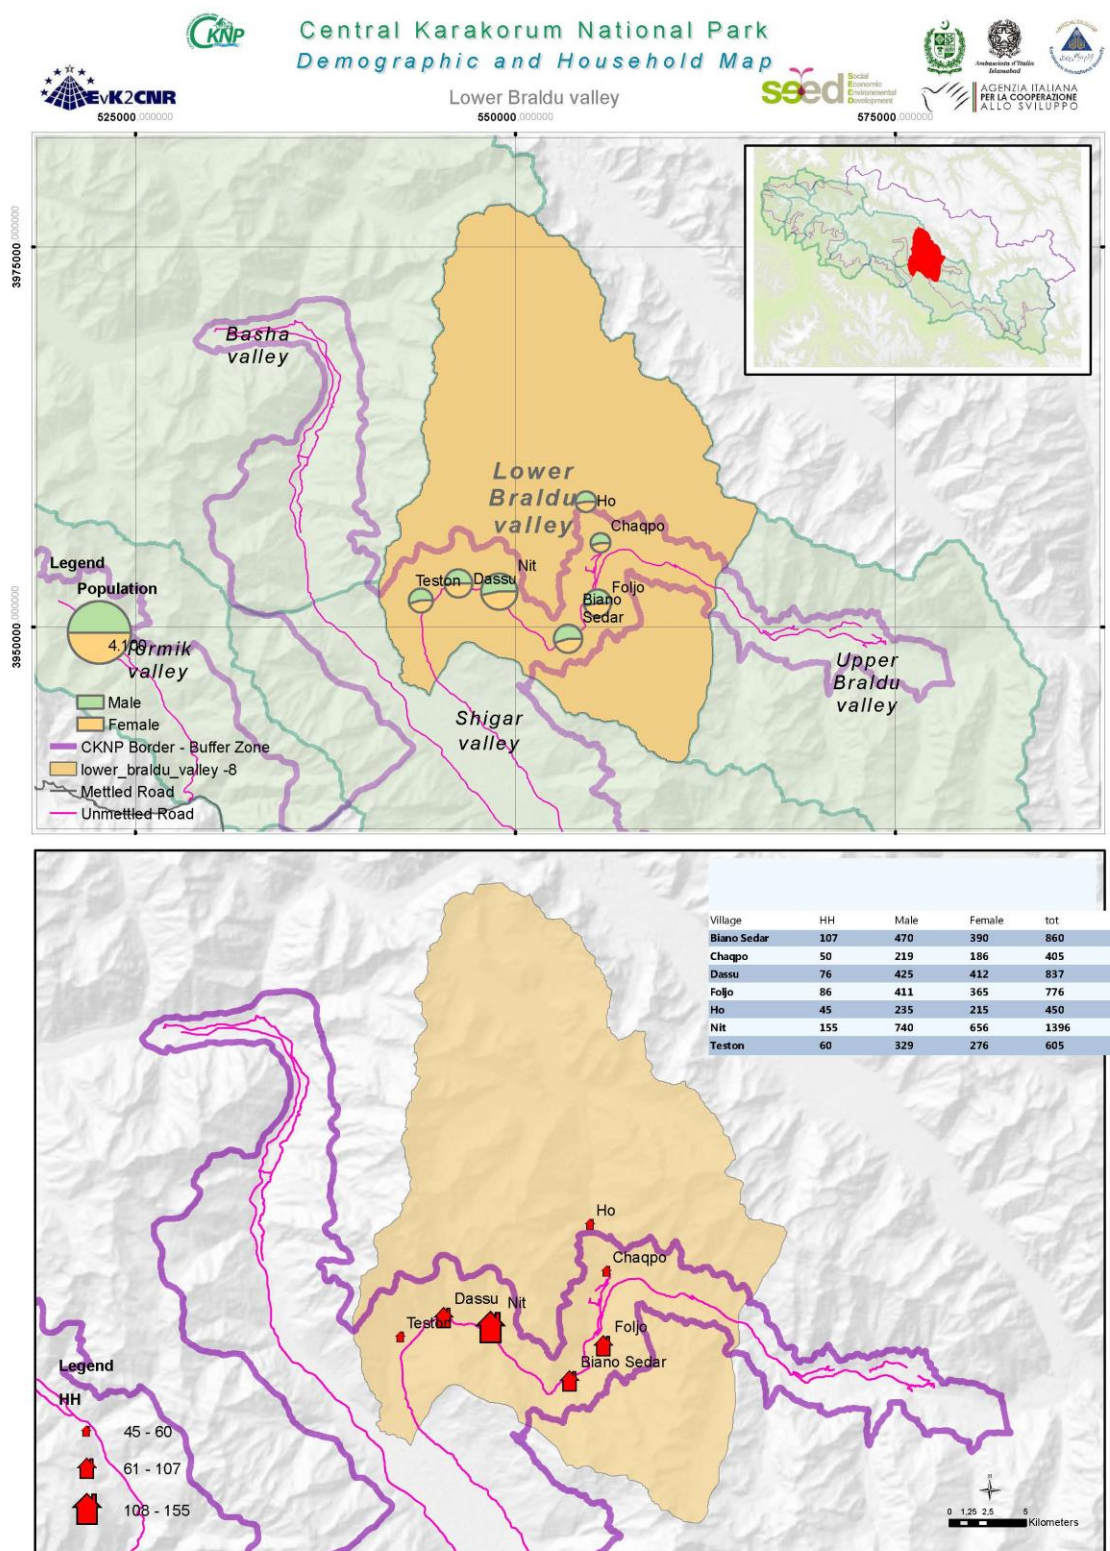 CKNP
Central Karakorum National Park
Demographic and Household Map
Lower Braldu valley
EvK2CNR
seed Social Economic Environmental Development
Ambasciata d'Italia
Islamabad
AGENZIA ITALIANA
PER LA COOPERAZIONE
ALLO SVILUPPO
525000.000000
550000.000000
575000.000000
3975000.000000
3950000.000000
Basha
valley
Lower
Braldu
valley
Ho
Chaqpo
Nit
Teston
Dassu
Foljo
Biano
Sedar
Upper
Braldu
valley
Shigar
valley
Legend
Population
4.100
Tormik
valley
Male
Female
CKNP Border - Buffer Zone
lower_braldu_valley -8
Mettled Road
Unmettled Road
Village HH Male Female tot
Biano Sedar 107 470 390 860
Chaqpo 50 219 186 405
Dassu 76 425 412 837
Foljo 86 411 365 776
Ho 45 235 215 450
Nit 155 740 656 1396
Teston 60 329 276 605
Ho
Chaqpo
Dassu
Nit
Teston
Foljo
Biano Sedar
Legend
HH
45 - 60
61 - 107
108 - 155
N
0 1,25 2,5 5
Kilometers